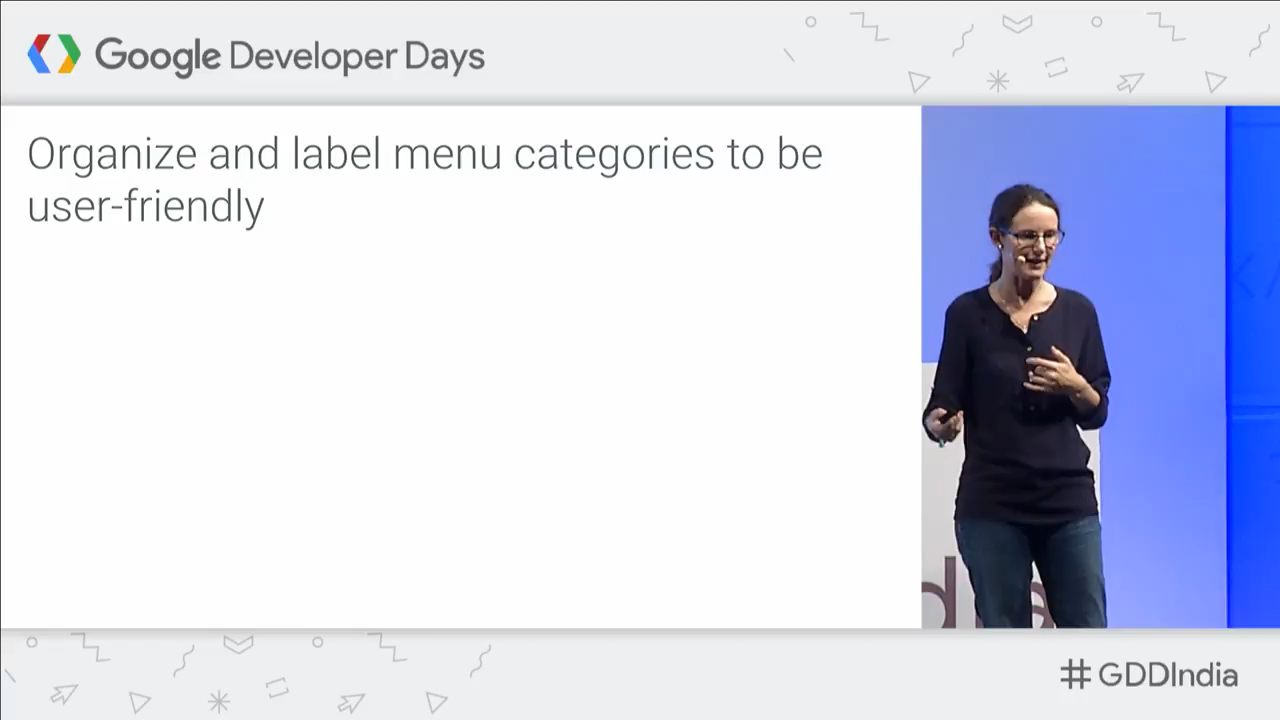 Google Developer Days
Organize and label menu categories to be
user-friendly
#GDDIndia